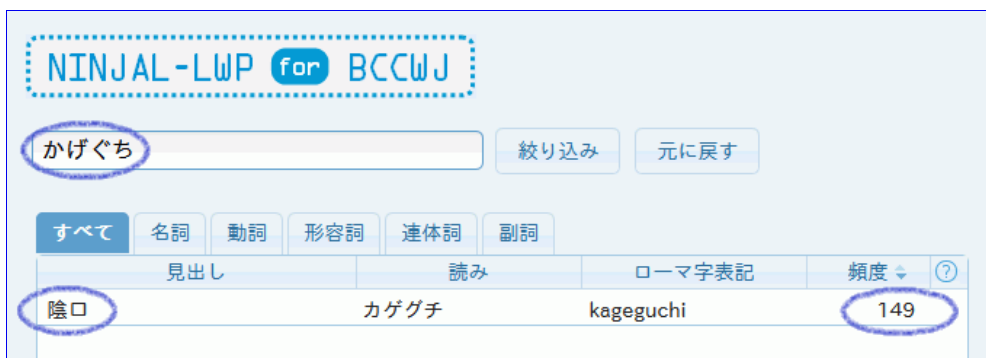 NINJAL-LWP for BCCWJ
かげぐち 絞り込み 元に戻す
すべて 名詞 動詞 形容詞 連体詞 副詞
見出し 読み ローマ字表記 頻度 ?
陰口 カゲグチ kageguchi 149